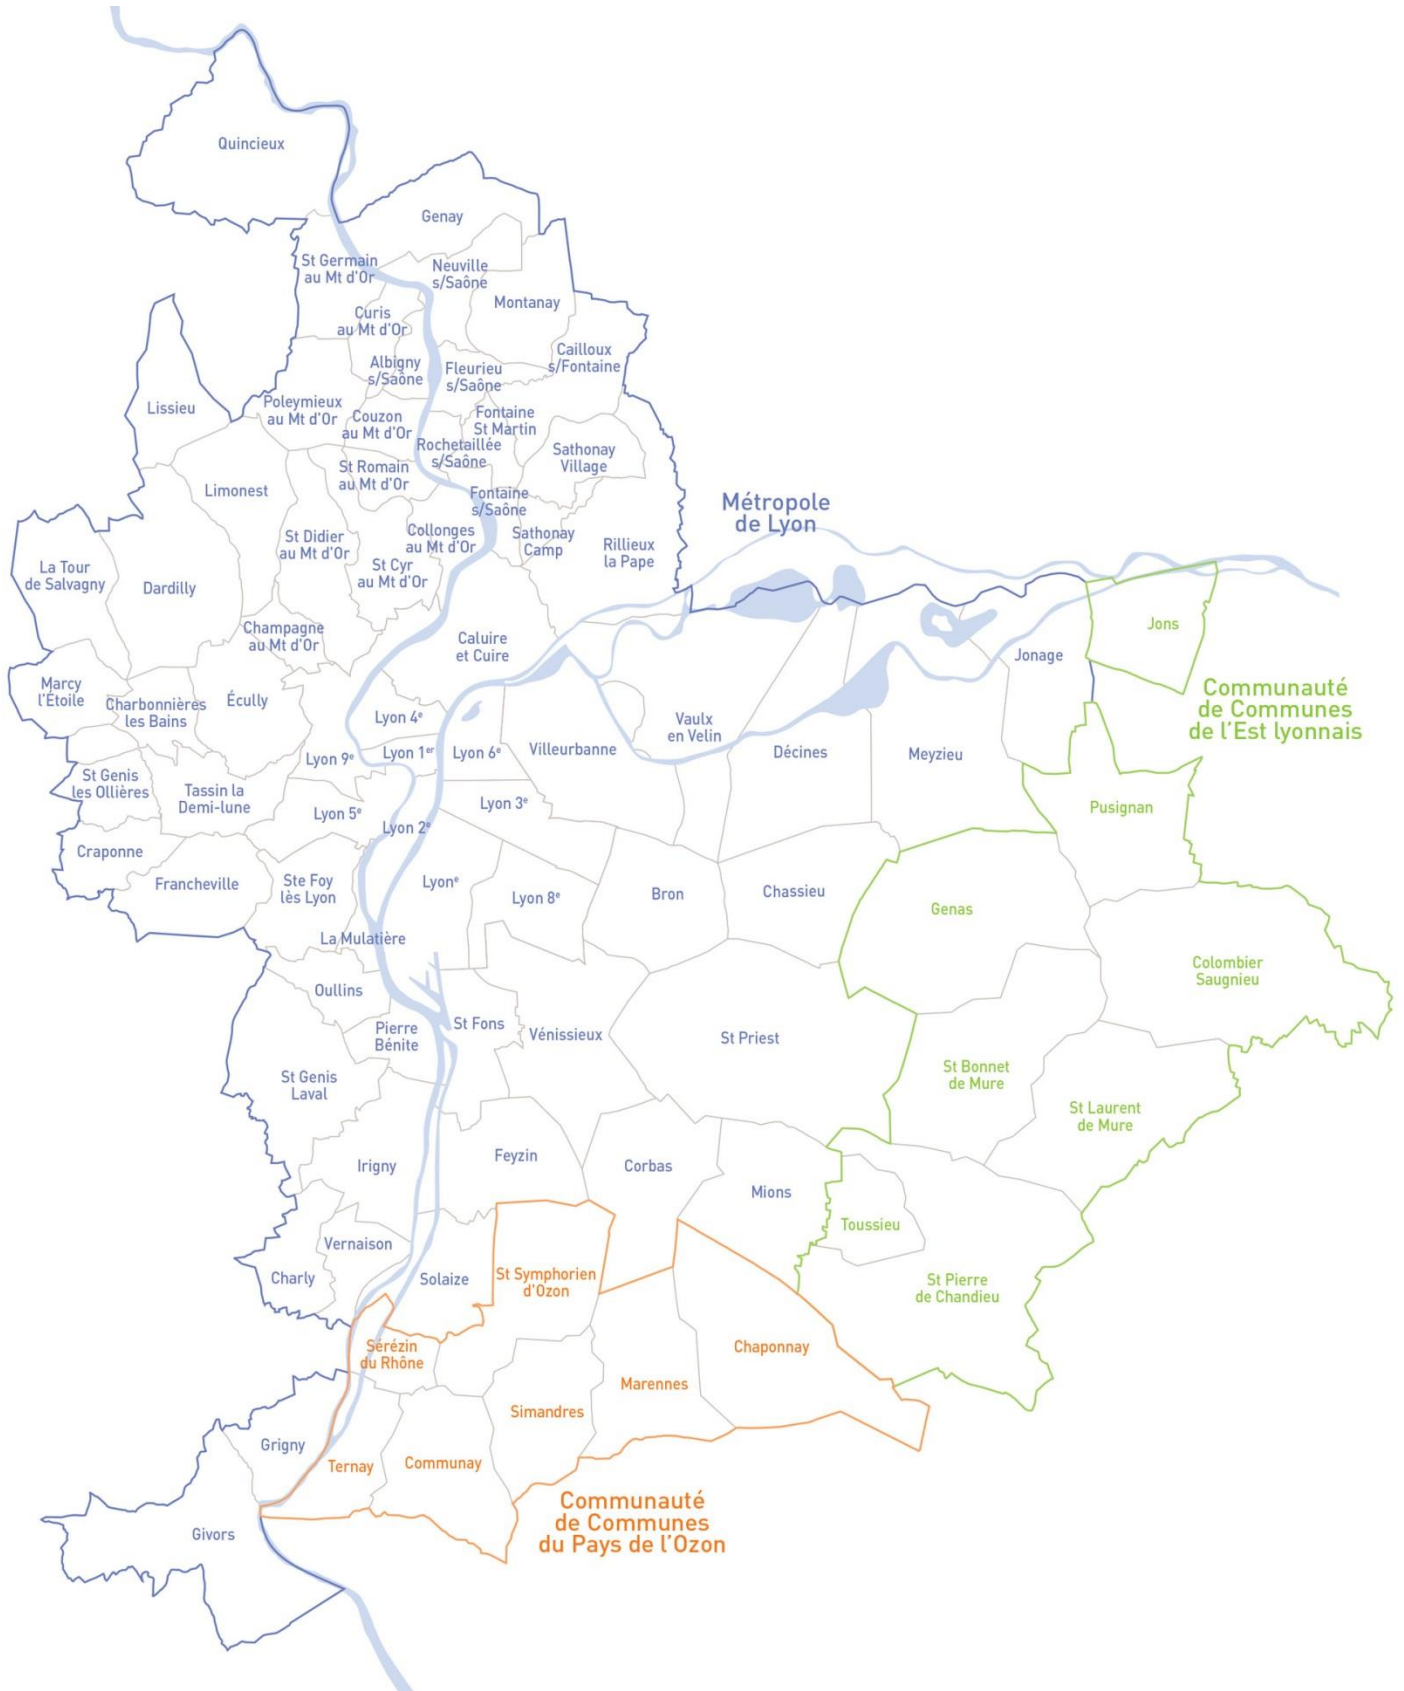 Quincieux
Genay
St Germain
au Mt d'Or
Neuville
s/Saône
Montanay
Curis
au Mt d'Or
Cailloux
s/Fontaine
Albigny
s/Saône
Fleurieu
s/Saône
Lissieu
Poleymieux
au Mt d'Or
Couzon
au Mt d'Or
Fontaine
St Martin
Rochetaillée
s/Saône
Sathonay
Village
St Romain
au Mt d'Or
Limonest
Fontaine
s/Saône
Métropole
de Lyon
St Didier
au Mt d'Or
Collonges
au Mt d'Or
Sathonay
Camp
Rillieux
la Pape
La Tour
de Salvagny
Dardilly
St Cyr
au Mt d'Or
Champagne
au Mt d'Or
Caluire
et Cuire
Jons
Jonage
Marcy
l'Étoile
Charbonnières
les Bains
Écully
Communauté
de Communes
de l'Est lyonnais
Lyon 4e
Vaulx
en Velin
Lyon 9e
Lyon 1er
Lyon 6e
Villeurbanne
Décines
Meyzieu
St Genis
les Ollières
Tassin la
Demi-lune
Lyon 5e
Lyon 3e
Pusignan
Lyon 2e
Craponne
Francheville
Ste Foy
lès Lyon
Lyone
Lyon 8e
Bron
Chassieu
Genas
La Mulatière
Colombier
Saugnieu
Oullins
Pierre
Bénite
St Fons
Vénissieux
St Priest
St Genis
Laval
St Bonnet
de Mure
St Laurent
de Mure
Irigny
Feyzin
Corbas
Mions
Toussieu
Vernaison
Charly
Solaize
St Symphorien
d'Ozon
St Pierre
de Chandieu
Sérézin
du Rhône
Chaponnay
Marennes
Simandres
Grigny
Ternay
Communay
Communauté
de Communes
du Pays de l'Ozon
Givors